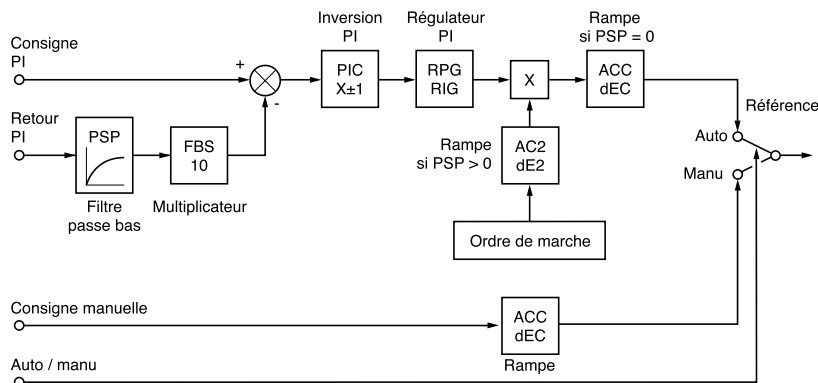 Consigne
PI
+
-
Inversion
PI
PIC
X±1
Régulateur
PI
RPG
RIG
X
Rampe
si PSP = 0
ACC
dEC
Référence
Auto
Manu
Retour
PI
PSP
Filtre
passe bas
FBS
10
Multiplicateur
Rampe
si PSP > 0
AC2
dE2
Ordre de marche
Consigne manuelle
ACC
dEC
Rampe
Auto / manu